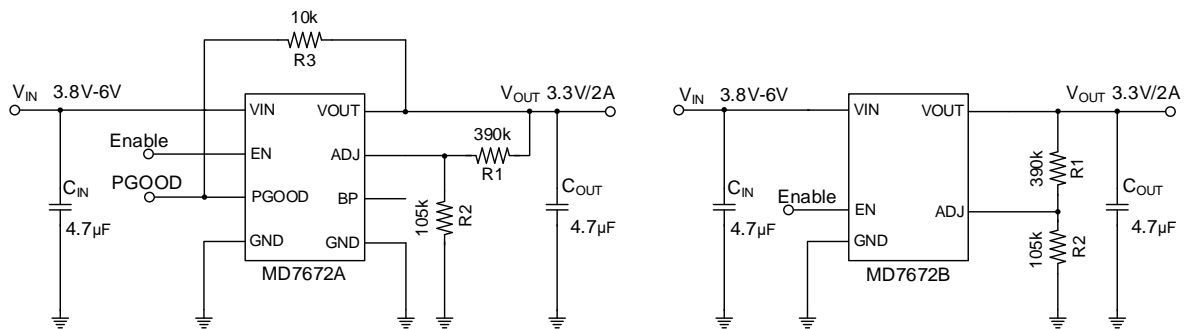 10k
R3
VIN 3.8V-6V
VOUT 3.3V/2A
VIN
VOUT
390k
R1
Enable
EN
ADJ
PGOOD
PGOOD
BP
CIN
4.7µF
105k
R2
COUT
4.7µF
GND
GND
MD7672A
VIN 3.8V-6V
VOUT 3.3V/2A
VIN
VOUT
390k
R1
CIN
4.7µF
Enable
EN
ADJ
COUT
4.7µF
GND
105k
R2
MD7672B